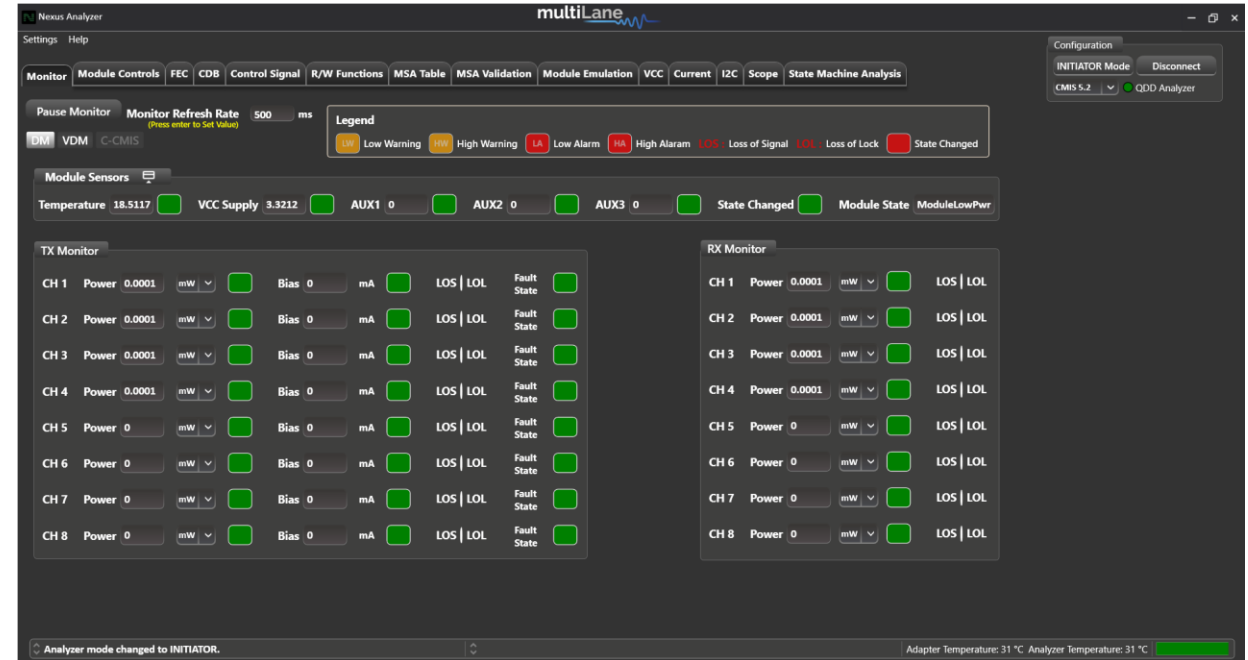 Nexus Analyzer
multiLane
Settings Help
Configuration
INITIATOR Mode Disconnect
CMIS 5.2 QDD Analyzer
Monitor Module Controls FEC CDB Control Signal R/W Functions MSA Table MSA Validation Module Emulation VCC Current I2C Scope State Machine Analysis
Pause Monitor Monitor Refresh Rate 500 ms
(Press enter to Set Value)
DM VDM C-CMIS
Legend
LW Low Warning HW High Warning LA Low Alarm HA High Alaram LOS Loss of Signal LOL Loss of Lock State Changed
Module Sensors
Temperature 18.5117 VCC Supply 3.3212 AUX1 0 AUX2 0 AUX3 0 State Changed Module State ModuleLowPwr
TX Monitor
CH 1 Power 0.0001 mW Bias 0 mA LOS | LOL Fault State
CH 2 Power 0.0001 mW Bias 0 mA LOS | LOL Fault State
CH 3 Power 0.0001 mW Bias 0 mA LOS | LOL Fault State
CH 4 Power 0.0001 mW Bias 0 mA LOS | LOL Fault State
CH 5 Power 0 mW Bias 0 mA LOS | LOL Fault State
CH 6 Power 0 mW Bias 0 mA LOS | LOL Fault State
CH 7 Power 0 mW Bias 0 mA LOS | LOL Fault State
CH 8 Power 0 mW Bias 0 mA LOS | LOL Fault State
RX Monitor
CH 1 Power 0.0001 mW LOS | LOL
CH 2 Power 0.0001 mW LOS | LOL
CH 3 Power 0.0001 mW LOS | LOL
CH 4 Power 0.0001 mW LOS | LOL
CH 5 Power 0 mW LOS | LOL
CH 6 Power 0 mW LOS | LOL
CH 7 Power 0 mW LOS | LOL
CH 8 Power 0 mW LOS | LOL
Analyzer mode changed to INITIATOR.
Adapter Temperature: 31 °C Analyzer Temperature: 31 °C